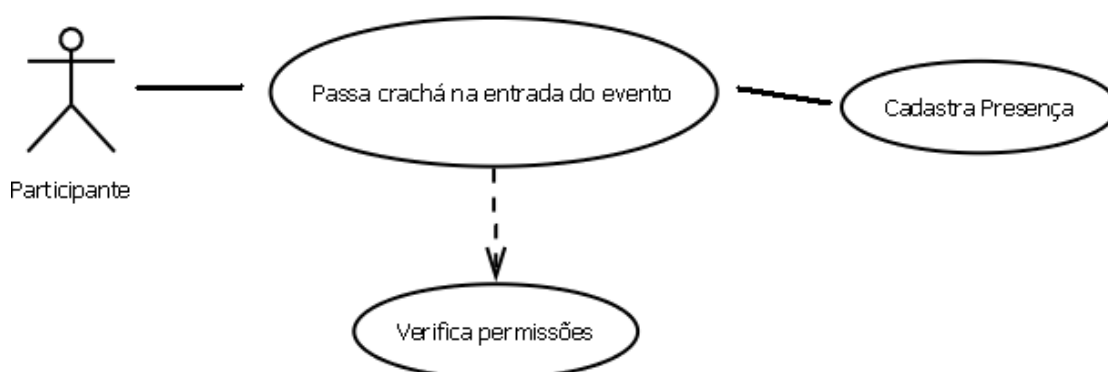 Passa crachá na entrada do evento
Cadastra Presença
Participante
Verifica permissões